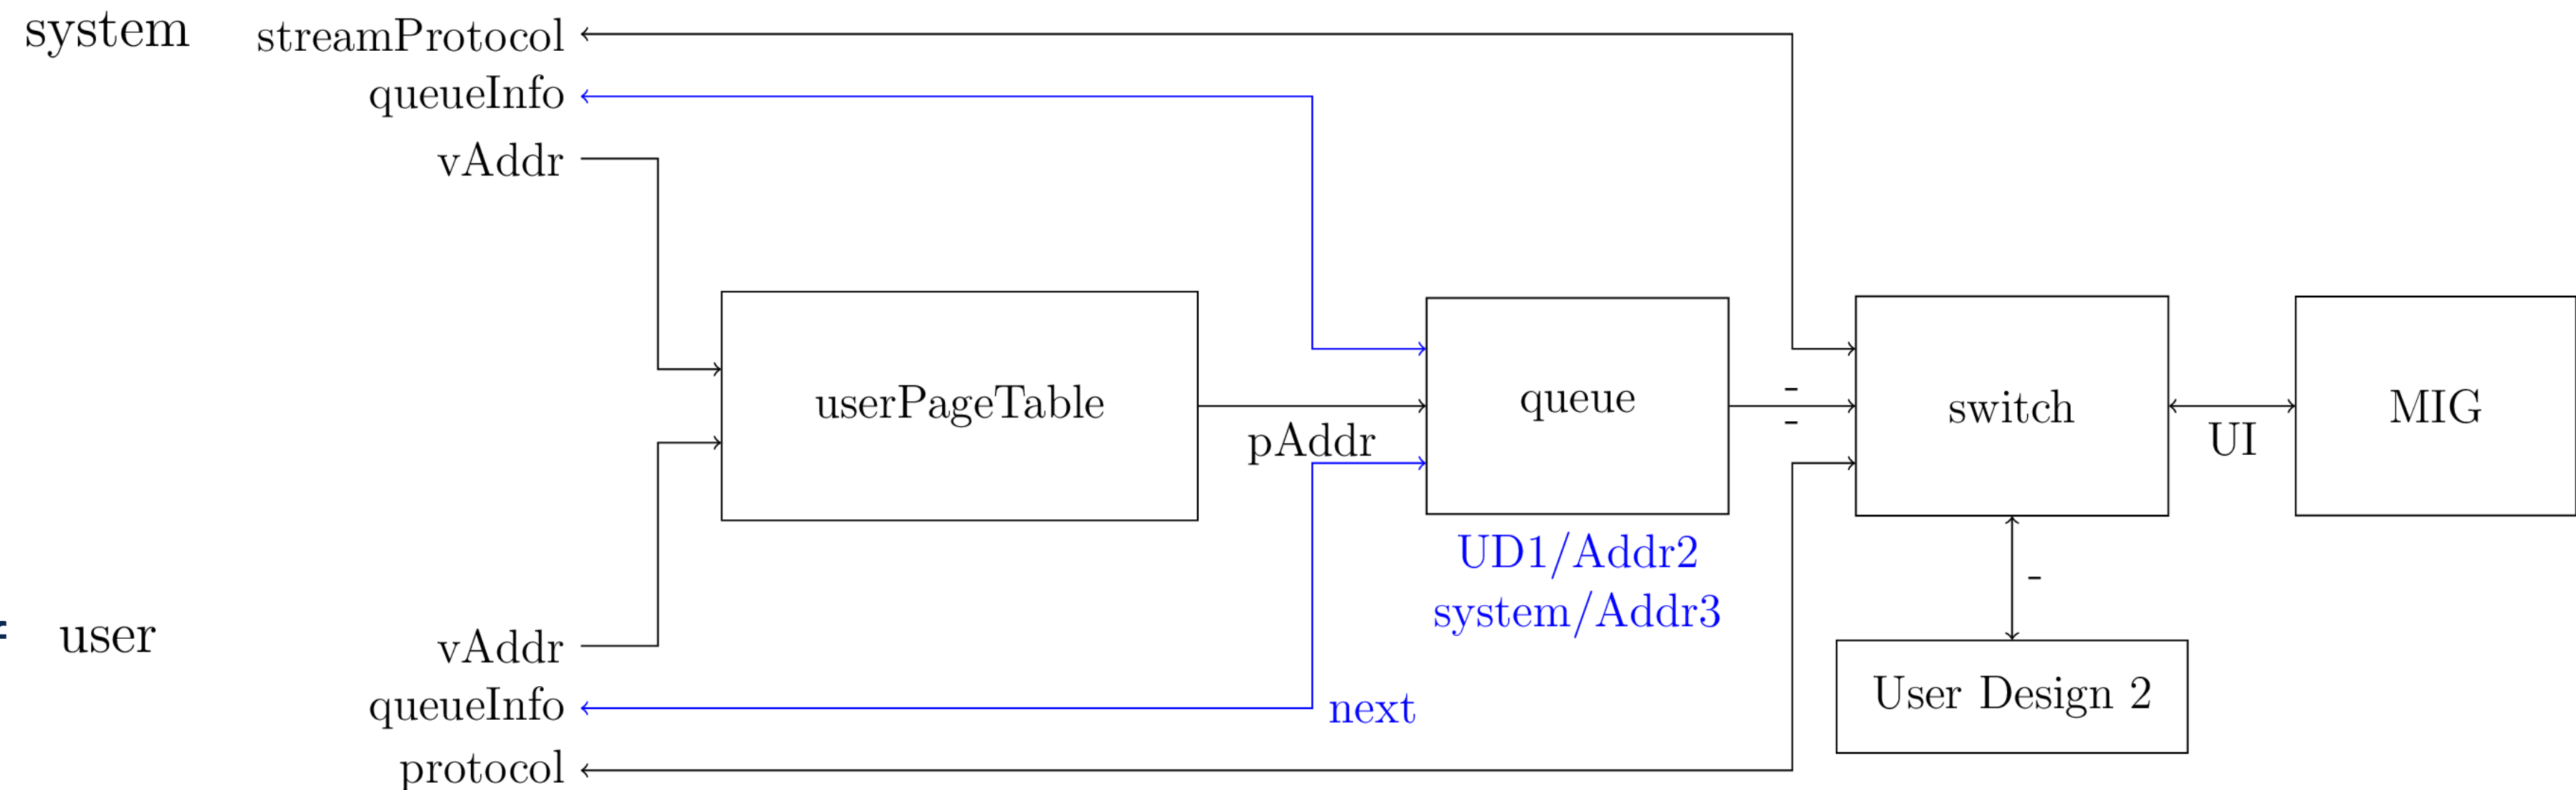 system
streamProtocol
queueInfo
vAddr
userPageTable
pAddr
queue
-
-
switch
UI
MIG
UD1/Addr2
system/Addr3
-
User Design 2
user
vAddr
queueInfo
next
protocol